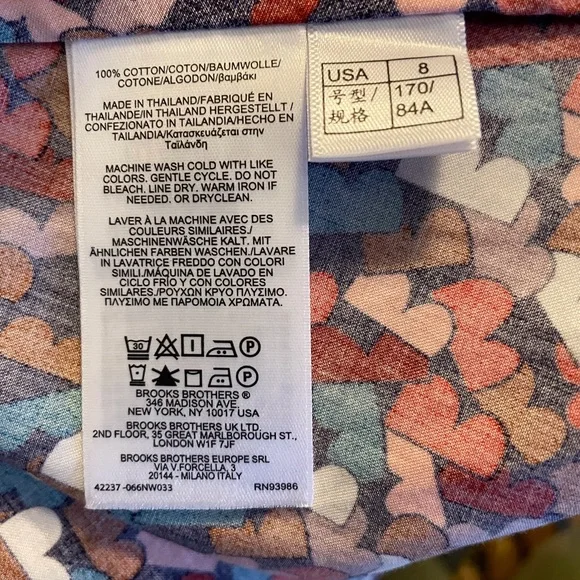 100% COTTON/COTON/BAUMWOLLE/
COTONE/ALGODON/βαμβάκι
MADE IN THAILAND/FABRIQUÉ EN
THAILANDE/IN THAILAND HERGESTELLT /
CONFEZIONATO IN TAILANDIA/HECHO EN
TAILANDIA/Κατασκευάζεται στην
Ταϊλάνδη
MACHINE WASH COLD WITH LIKE
COLORS. GENTLE CYCLE. DO NOT
BLEACH. LINE DRY. WARM IRON IF
NEEDED. OR DRYCLEAN.
LAVER À LA MACHINE AVEC DES
COULEURS SIMILAIRES./
MASCHINENWÄSCHE KALT. MIT
ÄHNLICHEN FARBEN WASCHEN./LAVARE
IN LAVATRICE FREDDO CON COLORI
SIMILI./MÁQUINA DE LAVADO EN
CICLO FRÍO Y CON COLORES
SIMILARES./ΡΟΥΧΩΝ ΚΡΥΟ ΠΛΥΣΙΜΟ.
ΠΛΥΣΙΜΟ ΜΕ ΠΑΡΟΜΟΙΑ ΧΡΩΜΑΤΑ.
30 P
P
BROOKS BROTHERS ®
346 MADISON AVE
NEW YORK, NY 10017 USA
BROOKS BROTHERS UK LTD.
2ND FLOOR, 35 GREAT MARLBOROUGH ST.,
LONDON W1F 7JF
BROOKS BROTHERS EUROPE SRL
VIA V.FORCELLA, 3
20144 - MILANO ITALY
42237 -066NW033 RN93986
USA 8
号型/ 170/
规格 84A